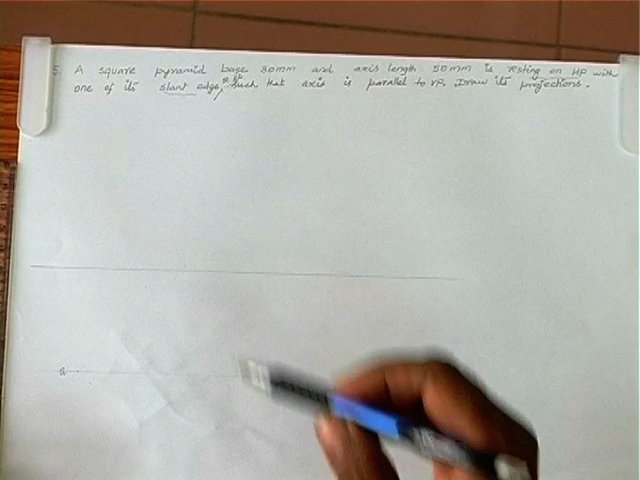 5. A square pyramid base 30mm and axis length 50mm is resting on HP with
one of its slant edge, such that axis is parallel to VP. Draw its projections.
a